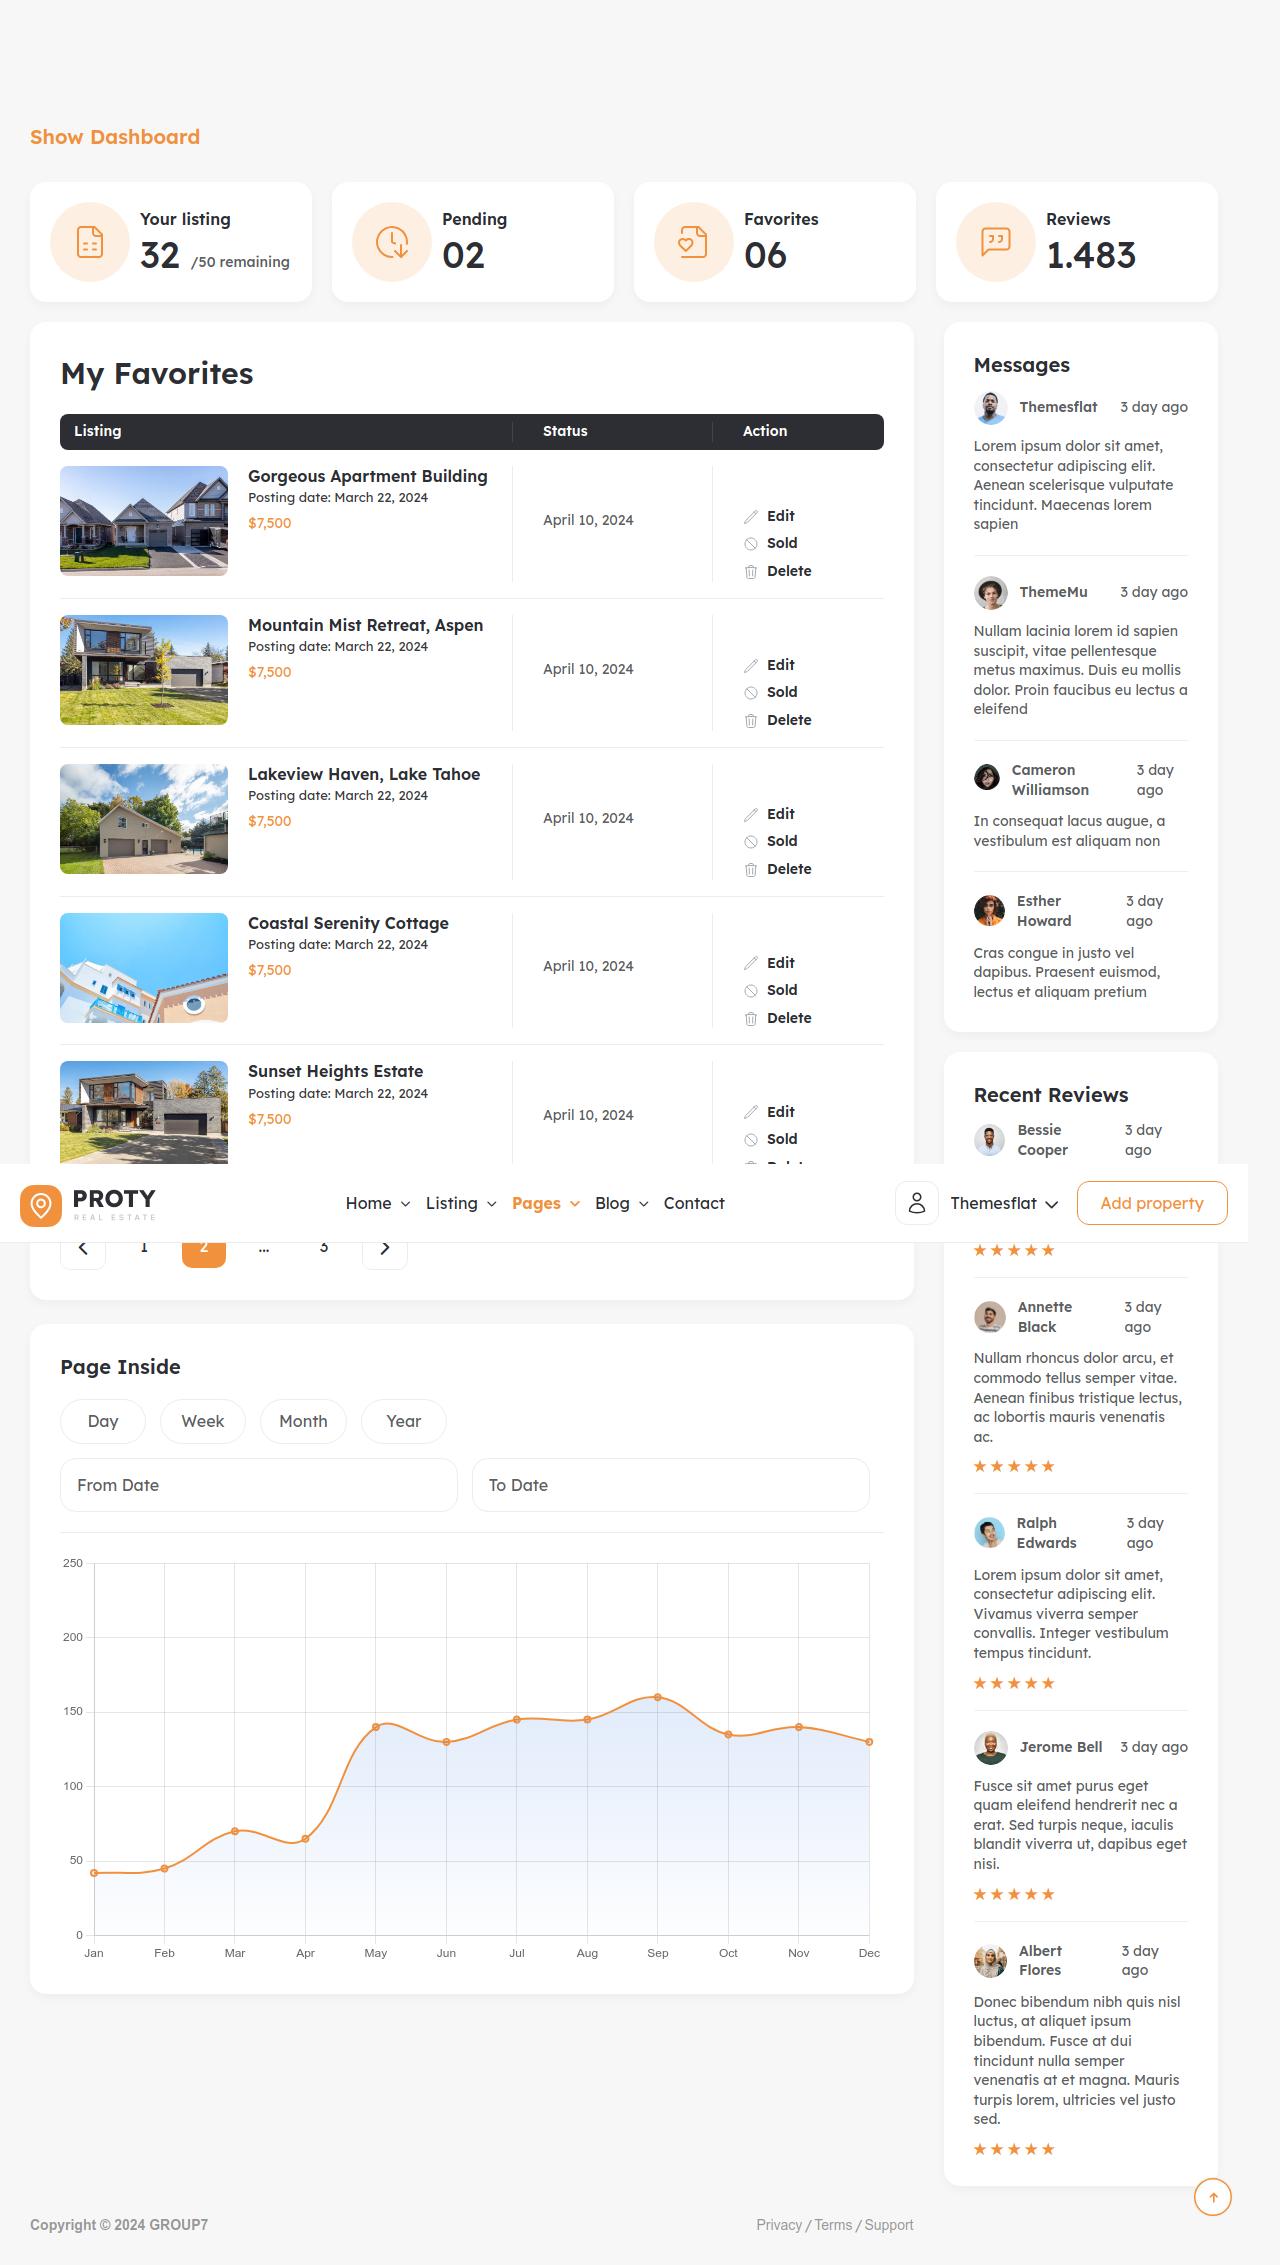 Show Dashboard
Your listing
32 /50 remaining
Pending
02
Favorites
06
Reviews
1.483
My Favorites
Listing
Status
Action
Gorgeous Apartment Building
Posting date: March 22, 2024
$7,500
April 10, 2024
Edit
Sold
Delete
Mountain Mist Retreat, Aspen
Posting date: March 22, 2024
$7,500
April 10, 2024
Edit
Sold
Delete
Lakeview Haven, Lake Tahoe
Posting date: March 22, 2024
$7,500
April 10, 2024
Edit
Sold
Delete
Coastal Serenity Cottage
Posting date: March 22, 2024
$7,500
April 10, 2024
Edit
Sold
Delete
Sunset Heights Estate
Posting date: March 22, 2024
$7,500
April 10, 2024
Edit
Sold
Messages
Themesflat
3 day ago
Lorem ipsum dolor sit amet,
consectetur adipiscing elit.
Aenean scelerisque vulputate
tincidunt. Maecenas lorem
sapien
ThemeMu
3 day ago
Nullam lacinia lorem id sapien
suscipit, vitae pellentesque
metus maximus. Duis eu mollis
dolor. Proin faucibus eu lectus a
eleifend
Cameron
Williamson
3 day
ago
In consequat lacus augue, a
vestibulum est aliquam non
Esther
Howard
3 day
ago
Cras congue in justo vel
dapibus. Praesent euismod,
lectus et aliquam pretium
Recent Reviews
Bessie
Cooper
3 day
ago
PROTY
REAL ESTATE
Home
Listing
Pages
Blog
Contact
Themesflat
Add property
1
2
...
3
Annette
Black
3 day
ago
Nullam rhoncus dolor arcu, et
commodo tellus semper vitae.
Aenean finibus tristique lectus,
ac lobortis mauris venenatis
ac.
Ralph
Edwards
3 day
ago
Lorem ipsum dolor sit amet,
consectetur adipiscing elit.
Vivamus viverra semper
convallis. Integer vestibulum
tempus tincidunt.
Jerome Bell
3 day ago
Fusce sit amet purus eget
quam eleifend hendrerit nec a
erat. Sed turpis neque, iaculis
blandit viverra ut, dapibus eget
nisi.
Albert
Flores
3 day
ago
Donec bibendum nibh quis nisl
luctus, at aliquet ipsum
bibendum. Fusce at dui
tincidunt nulla semper
venenatis at et magna. Mauris
turpis lorem, ultricies vel justo
sed.
Page Inside
Day
Week
Month
Year
From Date
To Date
250
200
150
100
50
0
Jan
Feb
Mar
Apr
May
Jun
Jul
Aug
Sep
Oct
Nov
Dec
Copyright © 2024 GROUP7
Privacy / Terms / Support